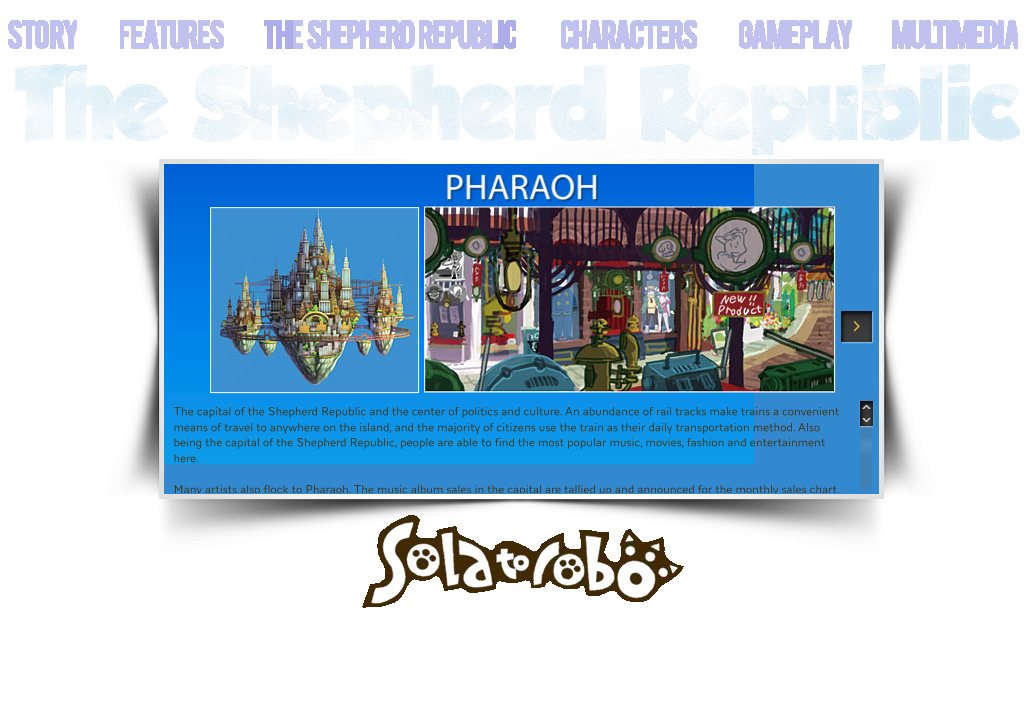 STORY FEATURES THE SHEPHERD REPUBLIC CHARACTERS GAMEPLAY MULTIMEDIA
The Shepherd Republic
PHARAOH
New!!
Product
The capital of the Shepherd Republic and the center of politics and culture. An abundance of rail tracks make trains a convenient
means of travel to anywhere on the island, and the majority of citizens use the train as their daily transportation method. Also
being the capital of the Shepherd Republic, people are able to find the most popular music, movies, fashion and entertainment
here.
Many artists also flock to Pharaoh. The music album sales in the capital are tallied up and announced for the monthly sales chart.
Solatorobo